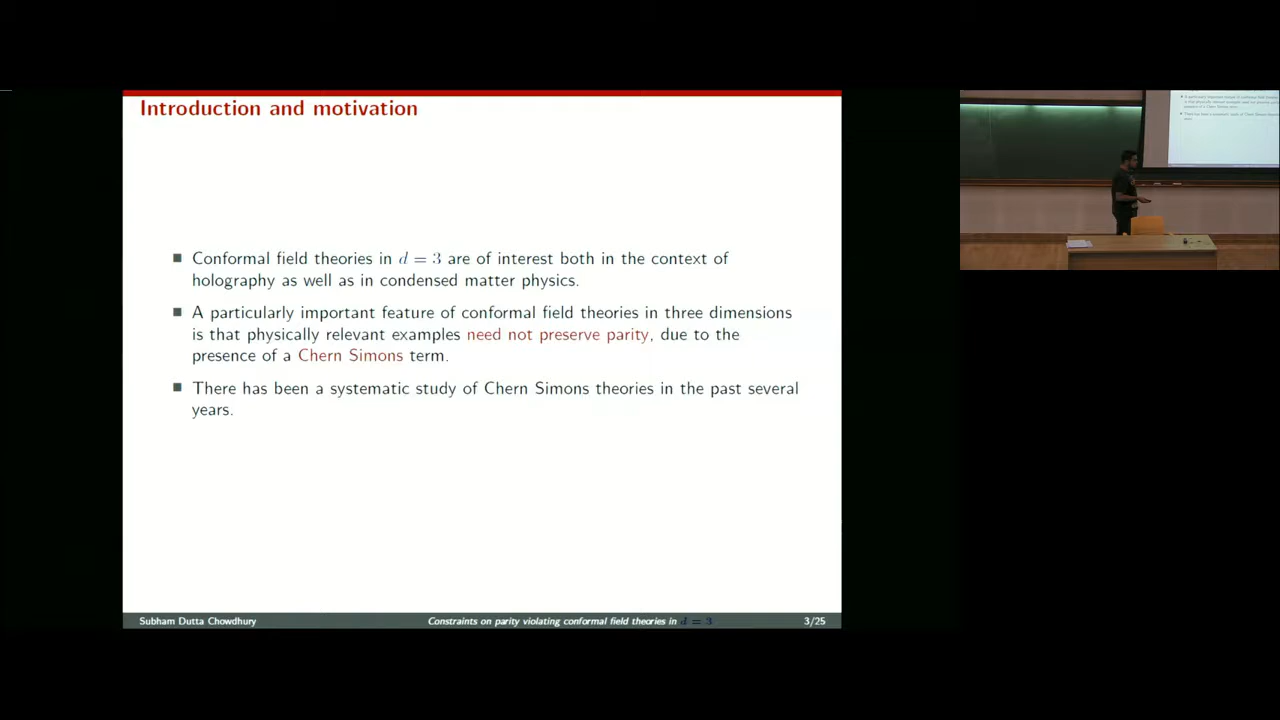 Introduction and motivation
Conformal field theories in d = 3 are of interest both in the context of
holography as well as in condensed matter physics.
A particularly important feature of conformal field theories in three dimensions
is that physically relevant examples need not preserve parity, due to the
presence of a Chern Simons term.
There has been a systematic study of Chern Simons theories in the past several
years.
Subham Dutta Chowdhury
Constraints on parity violating conformal field theories in d = 3
3/25